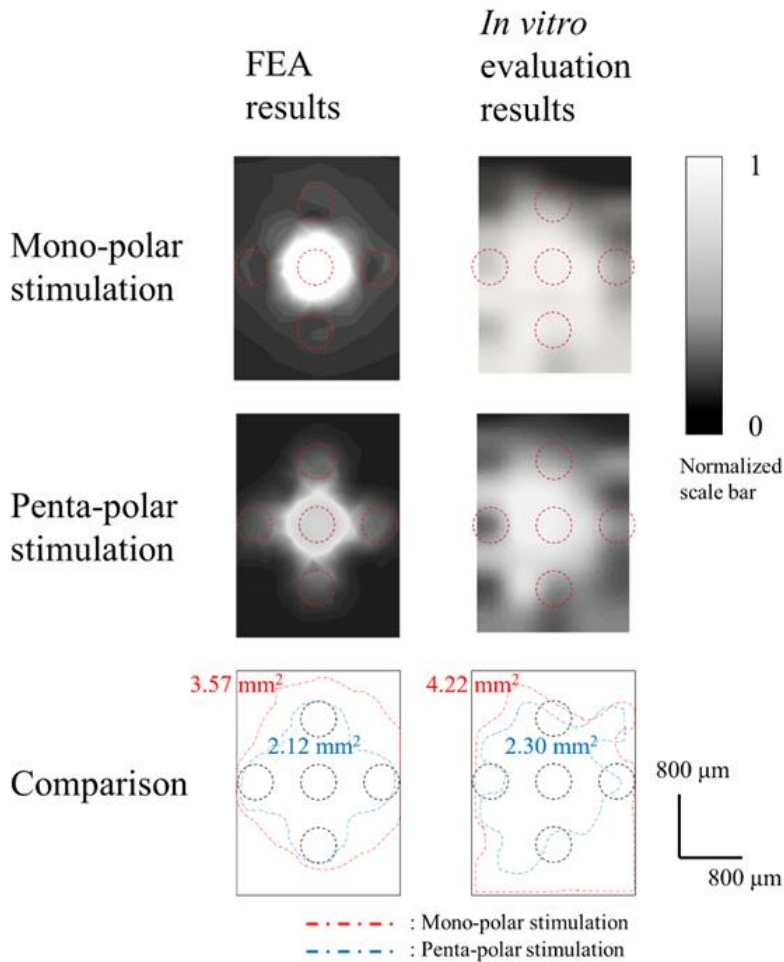 FEA
results
In vitro
evaluation
results
Mono-polar
stimulation
1
0
Normalized
scale bar
Penta-polar
stimulation
3.57 mm²
4.22 mm²
2.12 mm²
2.30 mm²
Comparison
800 μm
800 μm
: Mono-polar stimulation
: Penta-polar stimulation